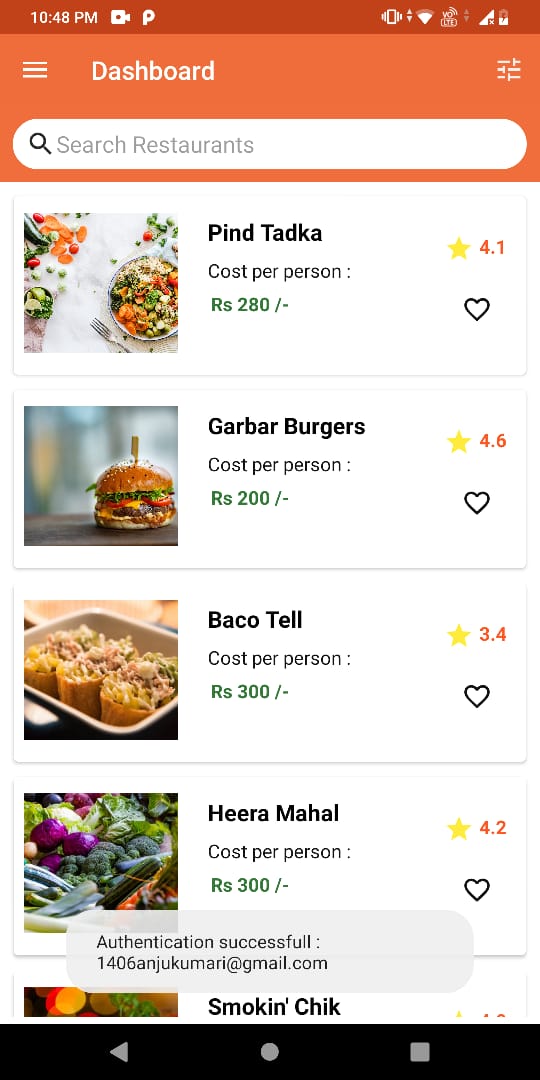 10:48 PM
VO
LTE
Dashboard
Search Restaurants
Pind Tadka
4.1
Cost per person :
Rs 280 /-
Garbar Burgers
4.6
Cost per person :
Rs 200 /-
Baco Tell
3.4
Cost per person :
Rs 300 /-
Heera Mahal
4.2
Cost per person :
Rs 300 /-
Authentication successfull :
1406anjukumari@gmail.com
Smokin' Chik